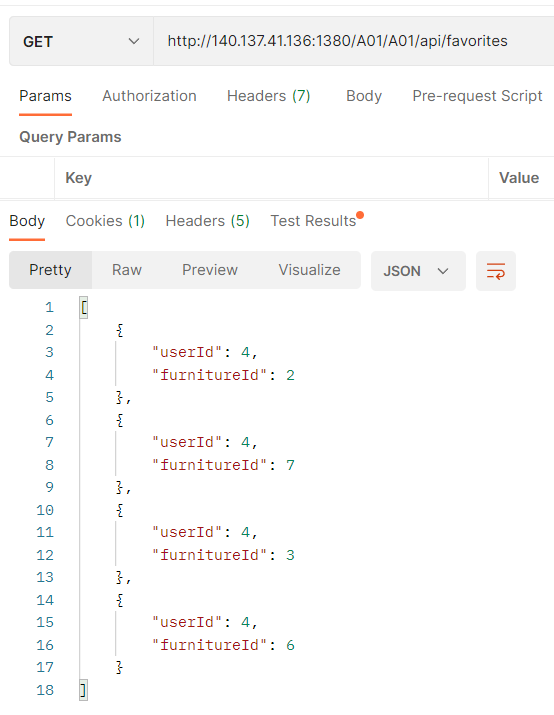 GET http://140.137.41.136:1380/A01/A01/api/favorites
Params Authorization Headers (7) Body Pre-request Script
Query Params
Key Value
Body Cookies (1) Headers (5) Test Results
Pretty Raw Preview Visualize JSON
1 [
2 {
3 "userId": 4,
4 "furnitureId": 2
5 },
6 {
7 "userId": 4,
8 "furnitureId": 7
9 },
10 {
11 "userId": 4,
12 "furnitureId": 3
13 },
14 {
15 "userId": 4,
16 "furnitureId": 6
17 }
18 ]